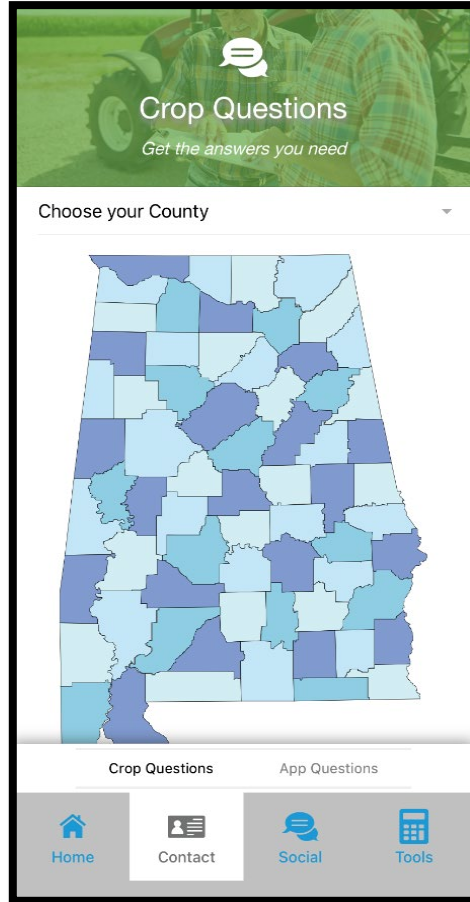 Crop Questions
Get the answers you need
Choose your County
Crop Questions App Questions
Home Contact Social Tools